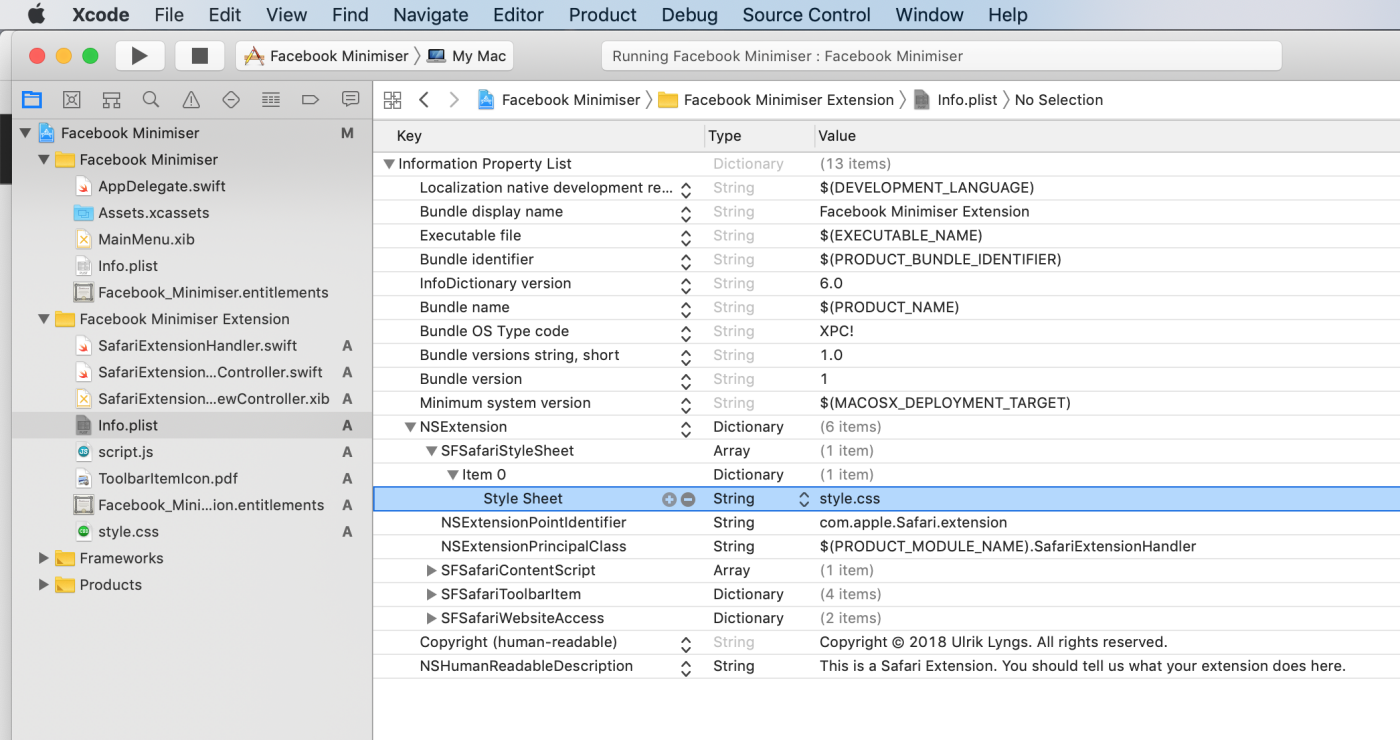 Xcode File Edit View Find Navigate Editor Product Debug Source Control Window Help
Facebook Minimiser My Mac
Running Facebook Minimiser : Facebook Minimiser
Facebook Minimiser Facebook Minimiser Extension Info.plist No Selection
Facebook Minimiser M
Facebook Minimiser
AppDelegate.swift
Assets.xcassets
MainMenu.xib
Info.plist
Facebook_Minimiser.entitlements
Facebook Minimiser Extension
SafariExtensionHandler.swift A
SafariExtension...Controller.swift A
SafariExtension...ewController.xib A
Info.plist A
script.js A
ToolbarItemIcon.pdf A
Facebook_Mini...ion.entitlements A
style.css A
Frameworks
Products
Key Type Value
Information Property List Dictionary (13 items)
Localization native development re... String $(DEVELOPMENT_LANGUAGE)
Bundle display name String Facebook Minimiser Extension
Executable file String $(EXECUTABLE_NAME)
Bundle identifier String $(PRODUCT_BUNDLE_IDENTIFIER)
InfoDictionary version String 6.0
Bundle name String $(PRODUCT_NAME)
Bundle OS Type code String XPC!
Bundle versions string, short String 1.0
Bundle version String 1
Minimum system version String $(MACOSX_DEPLOYMENT_TARGET)
NSExtension Dictionary (6 items)
SFSafariStyleSheet Array (1 item)
Item 0 Dictionary (1 item)
Style Sheet String style.css
NSExtensionPointIdentifier String com.apple.Safari.extension
NSExtensionPrincipalClass String $(PRODUCT_MODULE_NAME).SafariExtensionHandler
SFSafariContentScript Array (1 item)
SFSafariToolbarItem Dictionary (4 items)
SFSafariWebsiteAccess Dictionary (2 items)
Copyright (human-readable) String Copyright © 2018 Ulrik Lyngs. All rights reserved.
NSHumanReadableDescription String This is a Safari Extension. You should tell us what your extension does here.